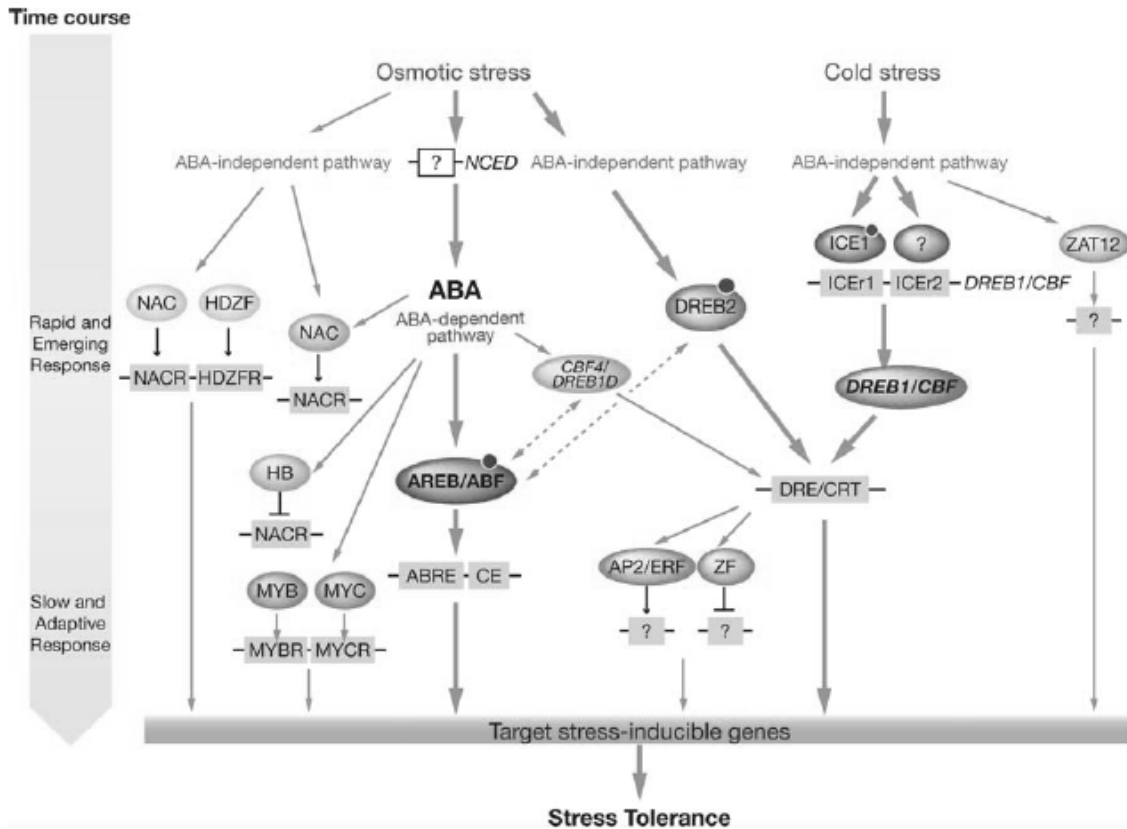 Time course
Osmotic stress
Cold stress
ABA-independent pathway
?
NCED
ABA-independent pathway
ABA-independent pathway
ICE1
?
ZAT12
ICEr1
ICEr2
DREB1/CBF
?
NAC
HDZF
NACR
HDZFR
NAC
NACR
ABA
ABA-dependent
pathway
DREB2
CBF4/
DREB1D
DREB1/CBF
Rapid and
Emerging
Response
HB
NACR
AREB/ABF
DRE/CRT
MYB
MYC
MYBR
MYCR
ABRE
CE
AP2/ERF
ZF
?
?
Slow and
Adaptive
Response
Target stress-inducible genes
Stress Tolerance